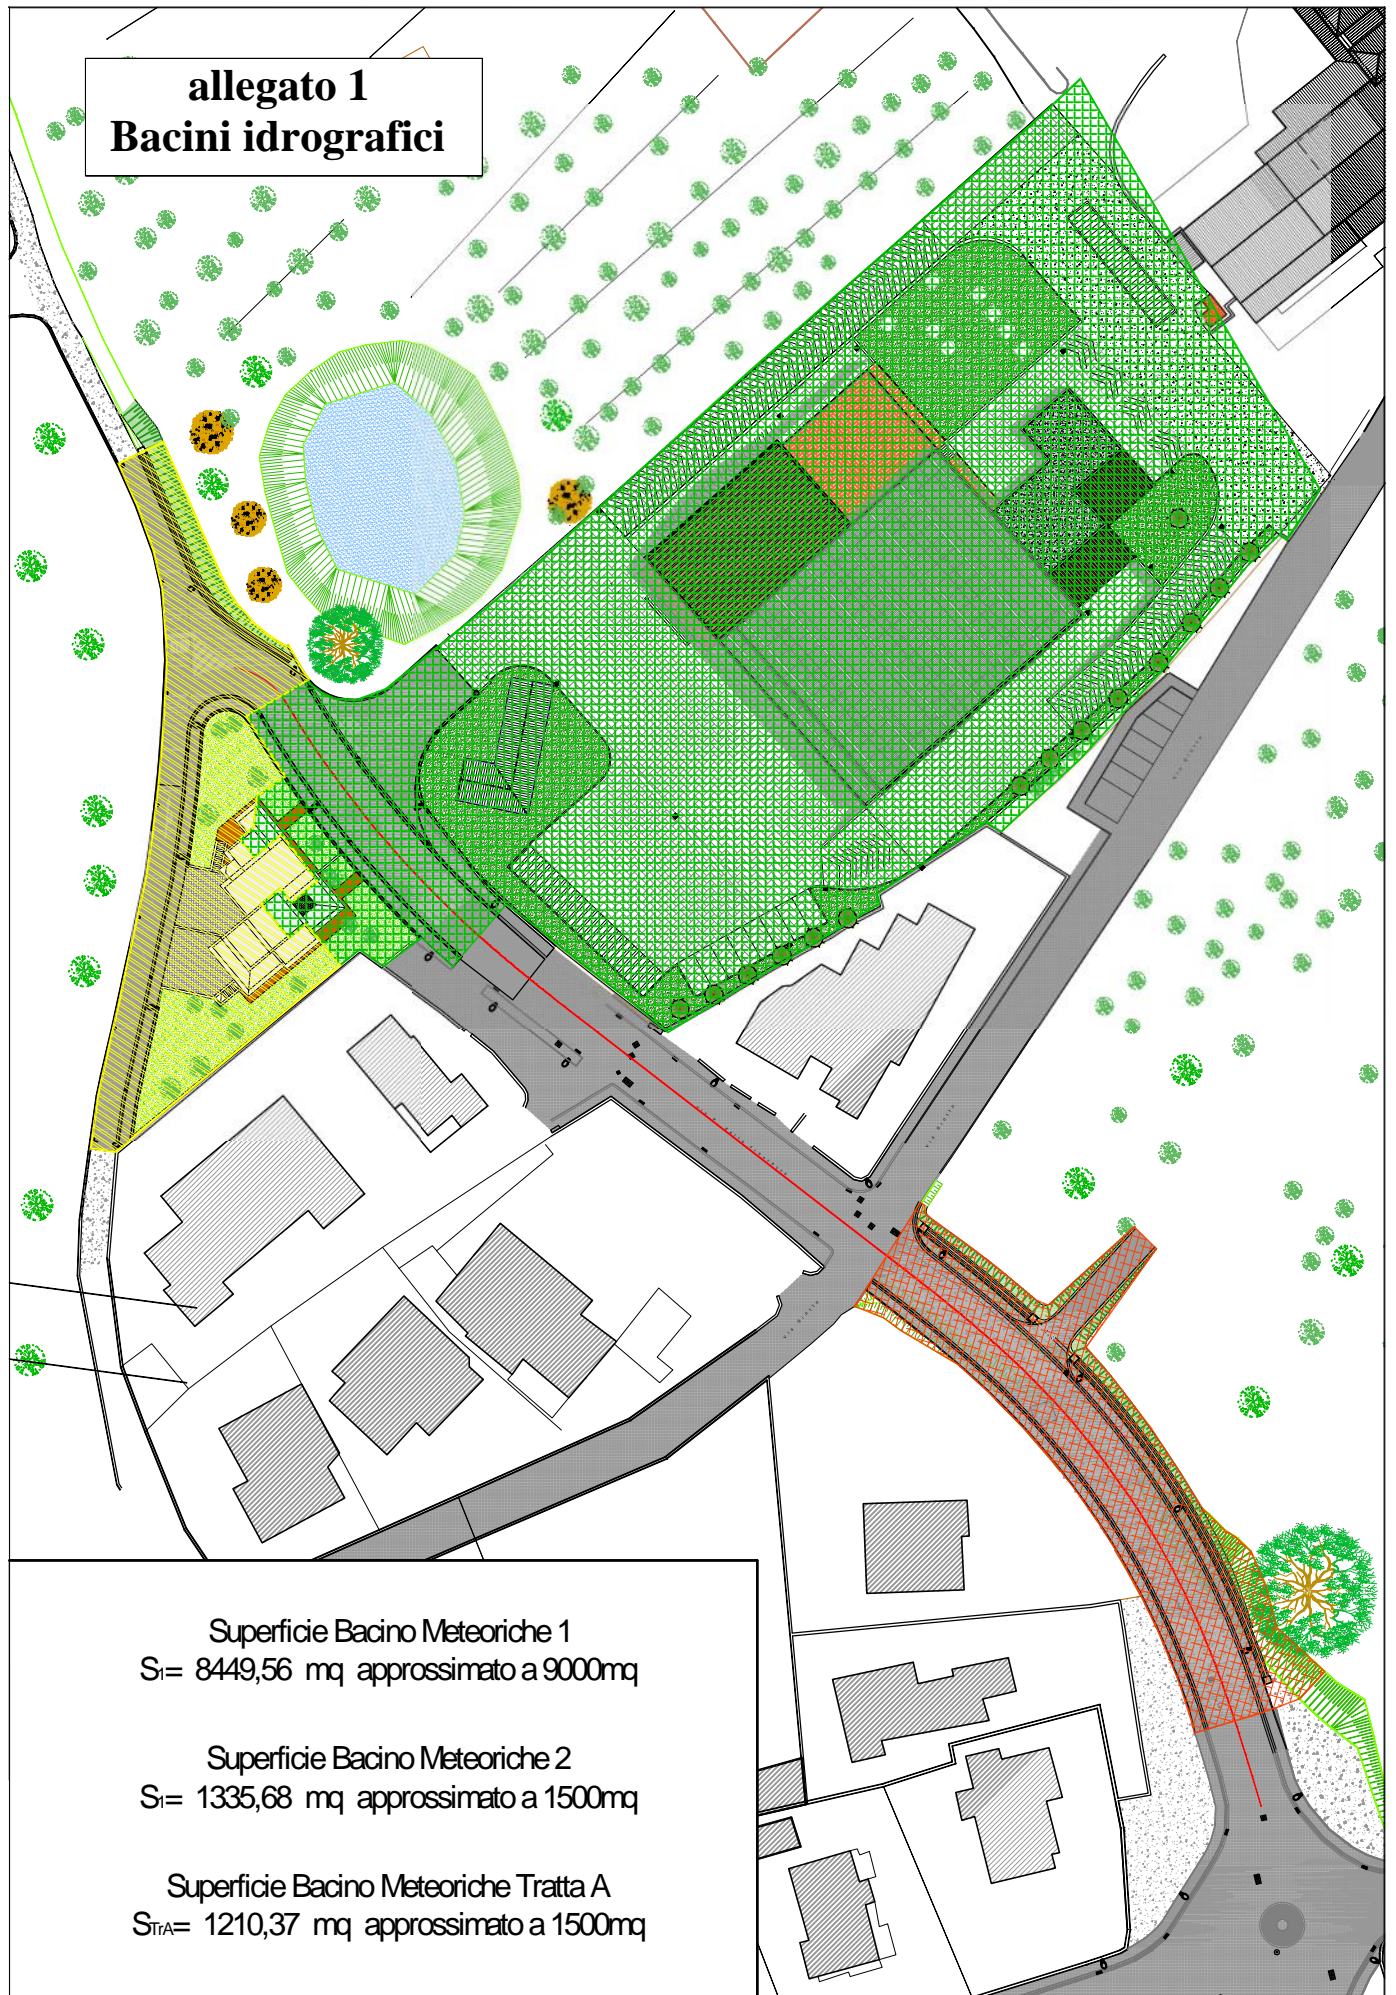 allegato 1
Bacini idrografici
Superficie Bacino Meteoriche 1
S1= 8449,56 mq approssimato a 9000mq
Superficie Bacino Meteoriche 2
S1= 1335,68 mq approssimato a 1500mq
Superficie Bacino Meteoriche Tratta A
STrA= 1210,37 mq approssimato a 1500mq